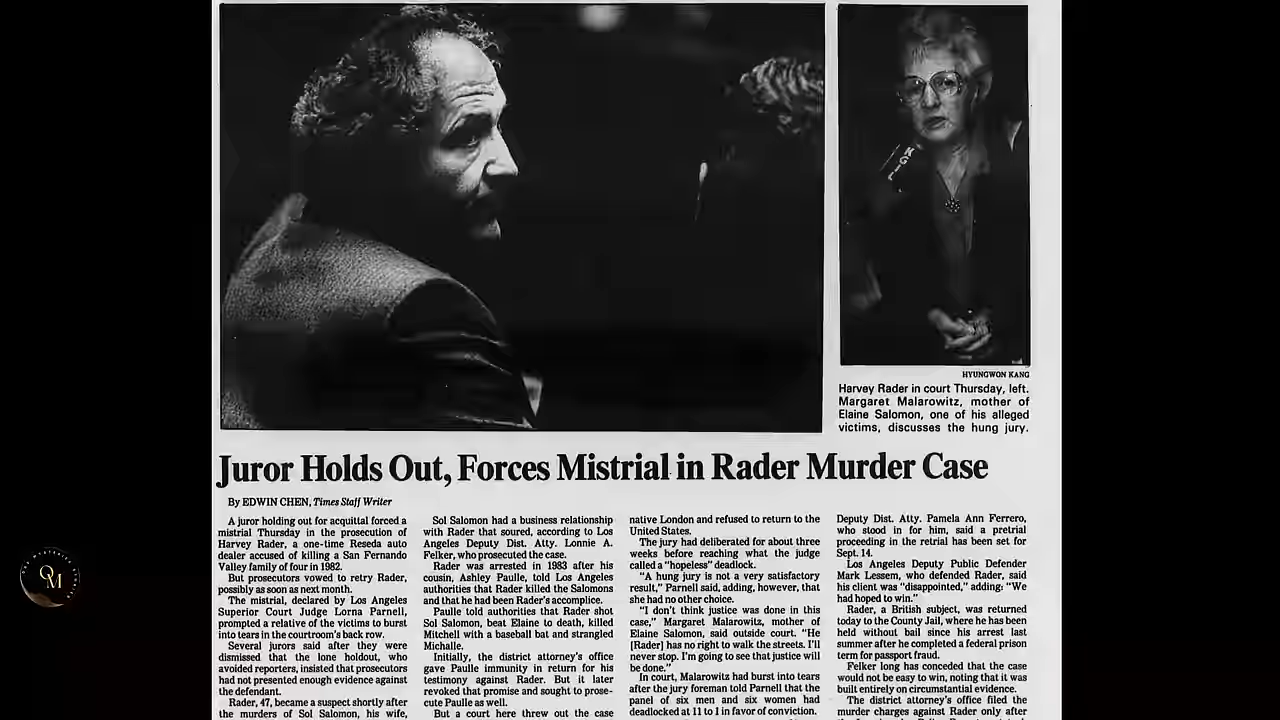 NGTL
HYUNGWON KANG
Harvey Rader in court Thursday, left.
Margaret Malarowitz, mother of
Elaine Salomon, one of his alleged
victims, discusses the hung jury.
Juror Holds Out, Forces Mistrial in Rader Murder Case
By EDWIN CHEN, Times Staff Writer
A juror holding out for acquittal forced a
mistrial Thursday in the prosecution of
Harvey Rader, a one-time Reseda auto
dealer accused of killing a San Fernando
Valley family of four in 1982.
But prosecutors vowed to retry Rader,
possibly as soon as next month.
The mistrial, declared by Los Angeles
Superior Court Judge Lorna Parnell,
prompted a relative of the victims to burst
into tears in the courtroom's back row.
Several jurors said after they were
dismissed that the lone holdout, who
avoided reporters, insisted that prosecutors
had not presented enough evidence against
the defendant.
Rader, 47, became a suspect shortly after
the murders of Sol Salomon, his wife,
Sol Salomon had a business relationship
with Rader that soured, according to Los
Angeles Deputy Dist. Atty. Lonnie A.
Felker, who prosecuted the case.
Rader was arrested in 1983 after his
cousin, Ashley Paulle, told Los Angeles
authorities that Rader killed the Salomons
and that he had been Rader's accomplice.
Paulle told authorities that Rader shot
Sol Salomon, beat Elaine to death, killed
Mitchell with a baseball bat and strangled
Michalle.
Initially, the district attorney's office
gave Paulle immunity in return for his
testimony against Rader. But it later
revoked that promise and sought to prose-
cute Paulle as well.
But a court here threw out the case
native London and refused to return to the
United States.
The jury had deliberated for about three
weeks before reaching what the judge
called a "hopeless" deadlock.
"A hung jury is not a very satisfactory
result," Parnell said, adding, however, that
she had no other choice.
"I don't think justice was done in this
case," Margaret Malarowitz, mother of
Elaine Salomon, said outside court. "He
[Rader] has no right to walk the streets. I'll
never stop. I'm going to see that justice will
be done."
In court, Malarowitz had burst into tears
after the jury foreman told Parnell that the
panel of six men and six women had
deadlocked at 11 to 1 in favor of conviction.
Deputy Dist. Atty. Pamela Ann Ferrero,
who stood in for him, said a pretrial
proceeding in the retrial has been set for
Sept. 14.
Los Angeles Deputy Public Defender
Mark Lessem, who defended Rader, said
his client was "disappointed," adding: "We
had hoped to win."
Rader, a British subject, was returned
today to the County Jail, where he has been
held without bail since his arrest last
summer after he completed a federal prison
term for passport fraud.
Felker long has conceded that the case
would not be easy to win, noting that it was
built entirely on circumstantial evidence.
The district attorney's office filed the
murder charges against Rader only after
OM